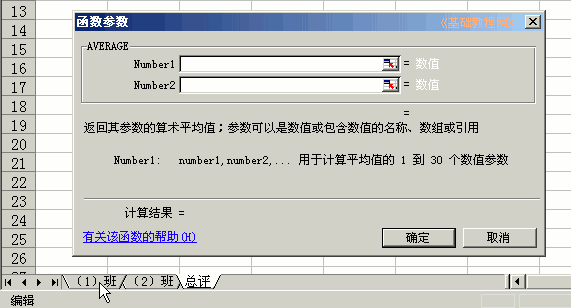 13
14
15
16
17
18
19
20
21
22
23
24
25
26
函数参数
AVERAGE
Number1 = 数值
Number2 = 数值
=
返回其参数的算术平均值；参数可以是数值或包含数值的名称、数组或引用
Number1: number1,number2,... 用于计算平均值的 1 到 30 个数值参数
计算结果 =
有关该函数的帮助(H)
确定
取消
(1)班 (2)班 总评
编辑